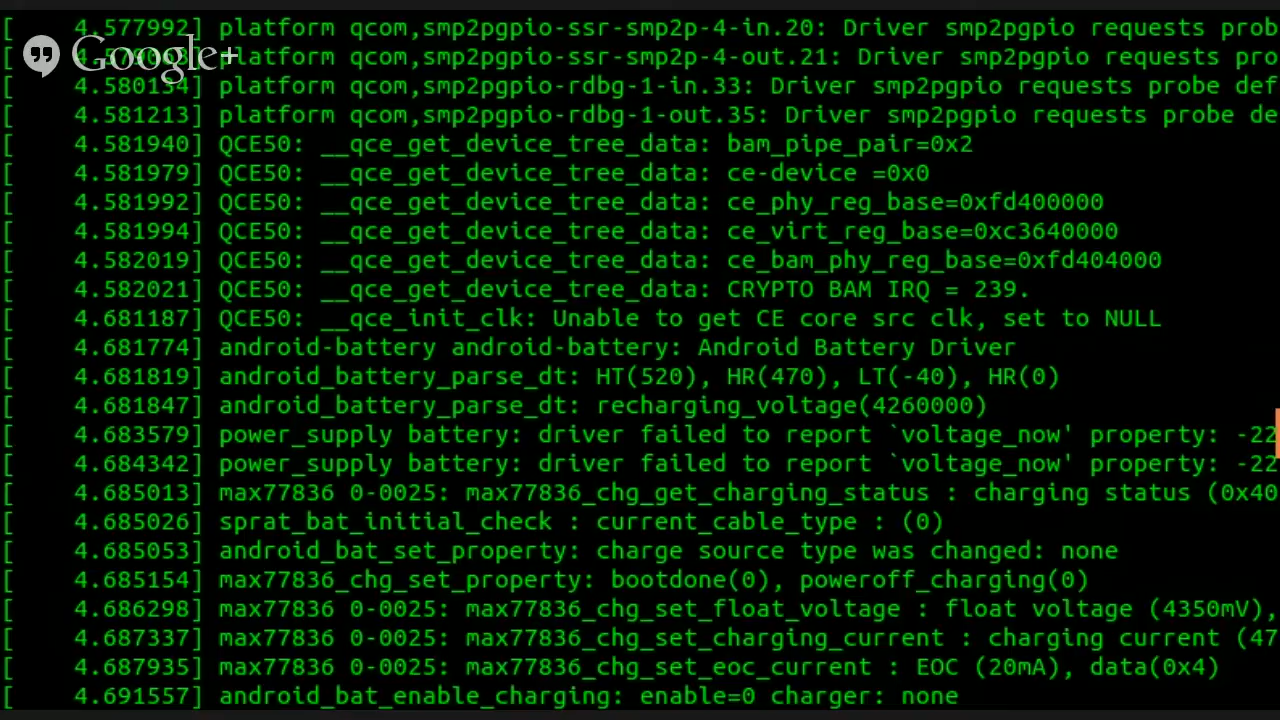 [    4.577992] platform qcom,smp2pgpio-ssr-smp2p-4-in.20: Driver smp2pgpio requests prob
[    4.579063] platform qcom,smp2pgpio-ssr-smp2p-4-out.21: Driver smp2pgpio requests pro
Google+
[    4.580134] platform qcom,smp2pgpio-rdbg-1-in.33: Driver smp2pgpio requests probe def
[    4.581213] platform qcom,smp2pgpio-rdbg-1-out.35: Driver smp2pgpio requests probe de
[    4.581940] QCE50: __qce_get_device_tree_data: bam_pipe_pair=0x2
[    4.581979] QCE50: __qce_get_device_tree_data: ce-device =0x0
[    4.581992] QCE50: __qce_get_device_tree_data: ce_phy_reg_base=0xfd400000
[    4.581994] QCE50: __qce_get_device_tree_data: ce_virt_reg_base=0xc3640000
[    4.582019] QCE50: __qce_get_device_tree_data: ce_bam_phy_reg_base=0xfd404000
[    4.582021] QCE50: __qce_get_device_tree_data: CRYPTO BAM IRQ = 239.
[    4.681187] QCE50: __qce_init_clk: Unable to get CE core src clk, set to NULL
[    4.681774] android-battery android-battery: Android Battery Driver
[    4.681819] android_battery_parse_dt: HT(520), HR(470), LT(-40), HR(0)
[    4.681847] android_battery_parse_dt: recharging_voltage(4260000)
[    4.683579] power_supply battery: driver failed to report `voltage_now' property: -22
[    4.684342] power_supply battery: driver failed to report `voltage_now' property: -22
[    4.685013] max77836 0-0025: max77836_chg_get_charging_status : charging status (0x40
[    4.685026] sprat_bat_initial_check : current_cable_type : (0)
[    4.685053] android_bat_set_property: charge source type was changed: none
[    4.685154] max77836_chg_set_property: bootdone(0), poweroff_charging(0)
[    4.686298] max77836 0-0025: max77836_chg_set_float_voltage : float voltage (4350mV),
[    4.687337] max77836 0-0025: max77836_chg_set_charging_current : charging current (47
[    4.687935] max77836 0-0025: max77836_chg_set_eoc_current : EOC (20mA), data(0x4)
[    4.691557] android_bat_enable_charging: enable=0 charger: none